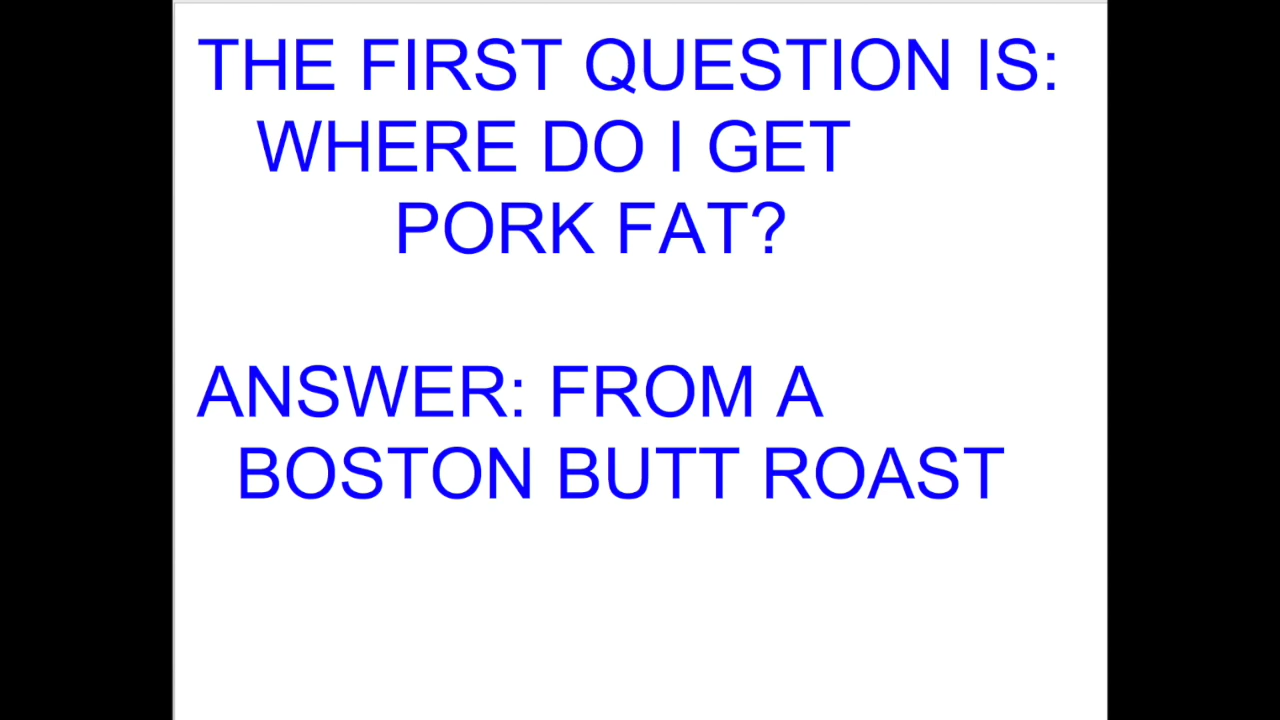 THE FIRST QUESTION IS:
WHERE DO I GET
PORK FAT?
ANSWER: FROM A
BOSTON BUTT ROAST